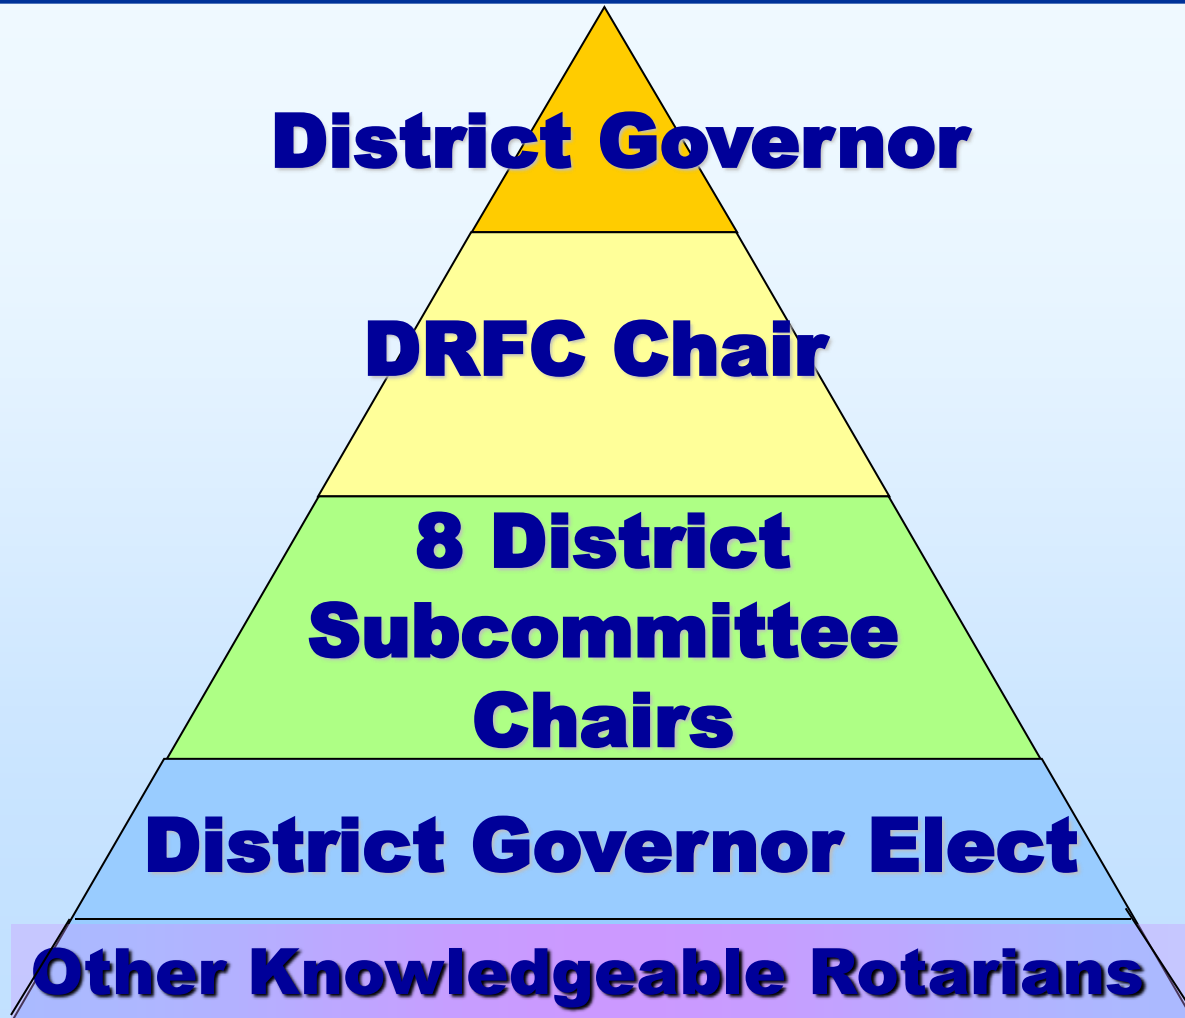 District Governor
DRFC Chair
8 District
Subcommittee
Chairs
District Governor Elect
Other Knowledgeable Rotarians